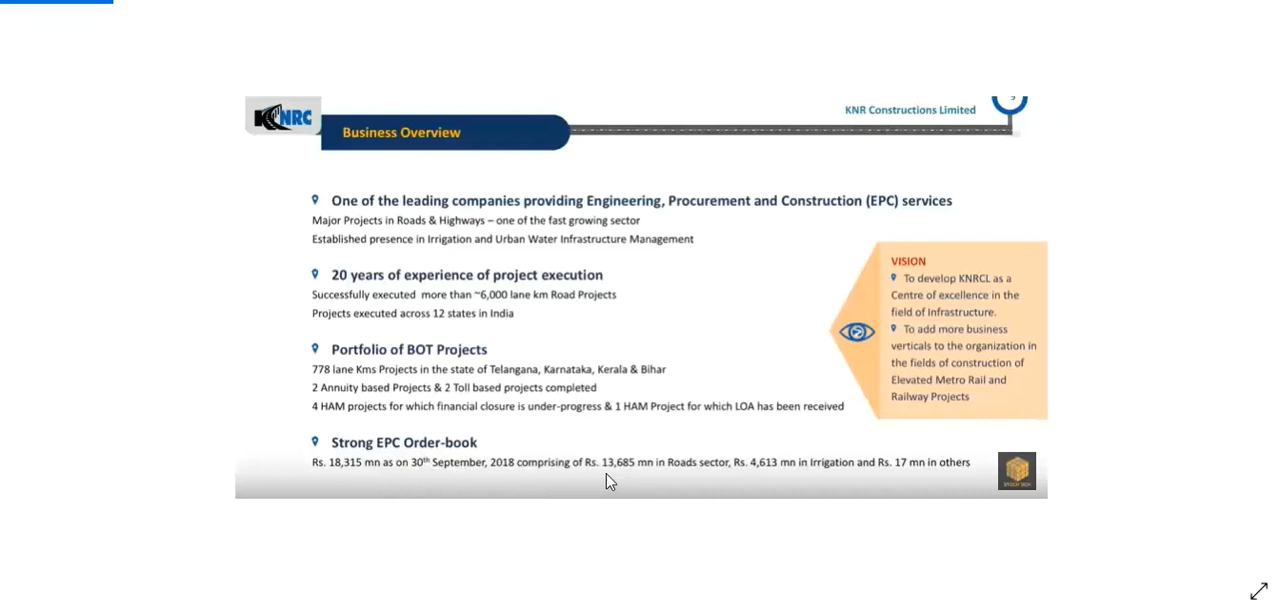 KNRC
KNR Constructions Limited
Business Overview
One of the leading companies providing Engineering, Procurement and Construction (EPC) services
Major Projects in Roads & Highways – one of the fast growing sector
Established presence in Irrigation and Urban Water Infrastructure Management
20 years of experience of project execution
Successfully executed more than ~6,000 lane km Road Projects
Projects executed across 12 states in India
Portfolio of BOT Projects
778 lane Kms Projects in the state of Telangana, Karnataka, Kerala & Bihar
2 Annuity based Projects & 2 Toll based projects completed
4 HAM projects for which financial closure is under-progress & 1 HAM Project for which LOA has been received
Strong EPC Order-book
Rs. 18,315 mn as on 30th September, 2018 comprising of Rs. 13,685 mn in Roads sector, Rs. 4,613 mn in Irrigation and Rs. 17 mn in others
VISION
To develop KNRCL as a
Centre of excellence in the
field of Infrastructure.
To add more business
verticals to the organization in
the fields of construction of
Elevated Metro Rail and
Railway Projects